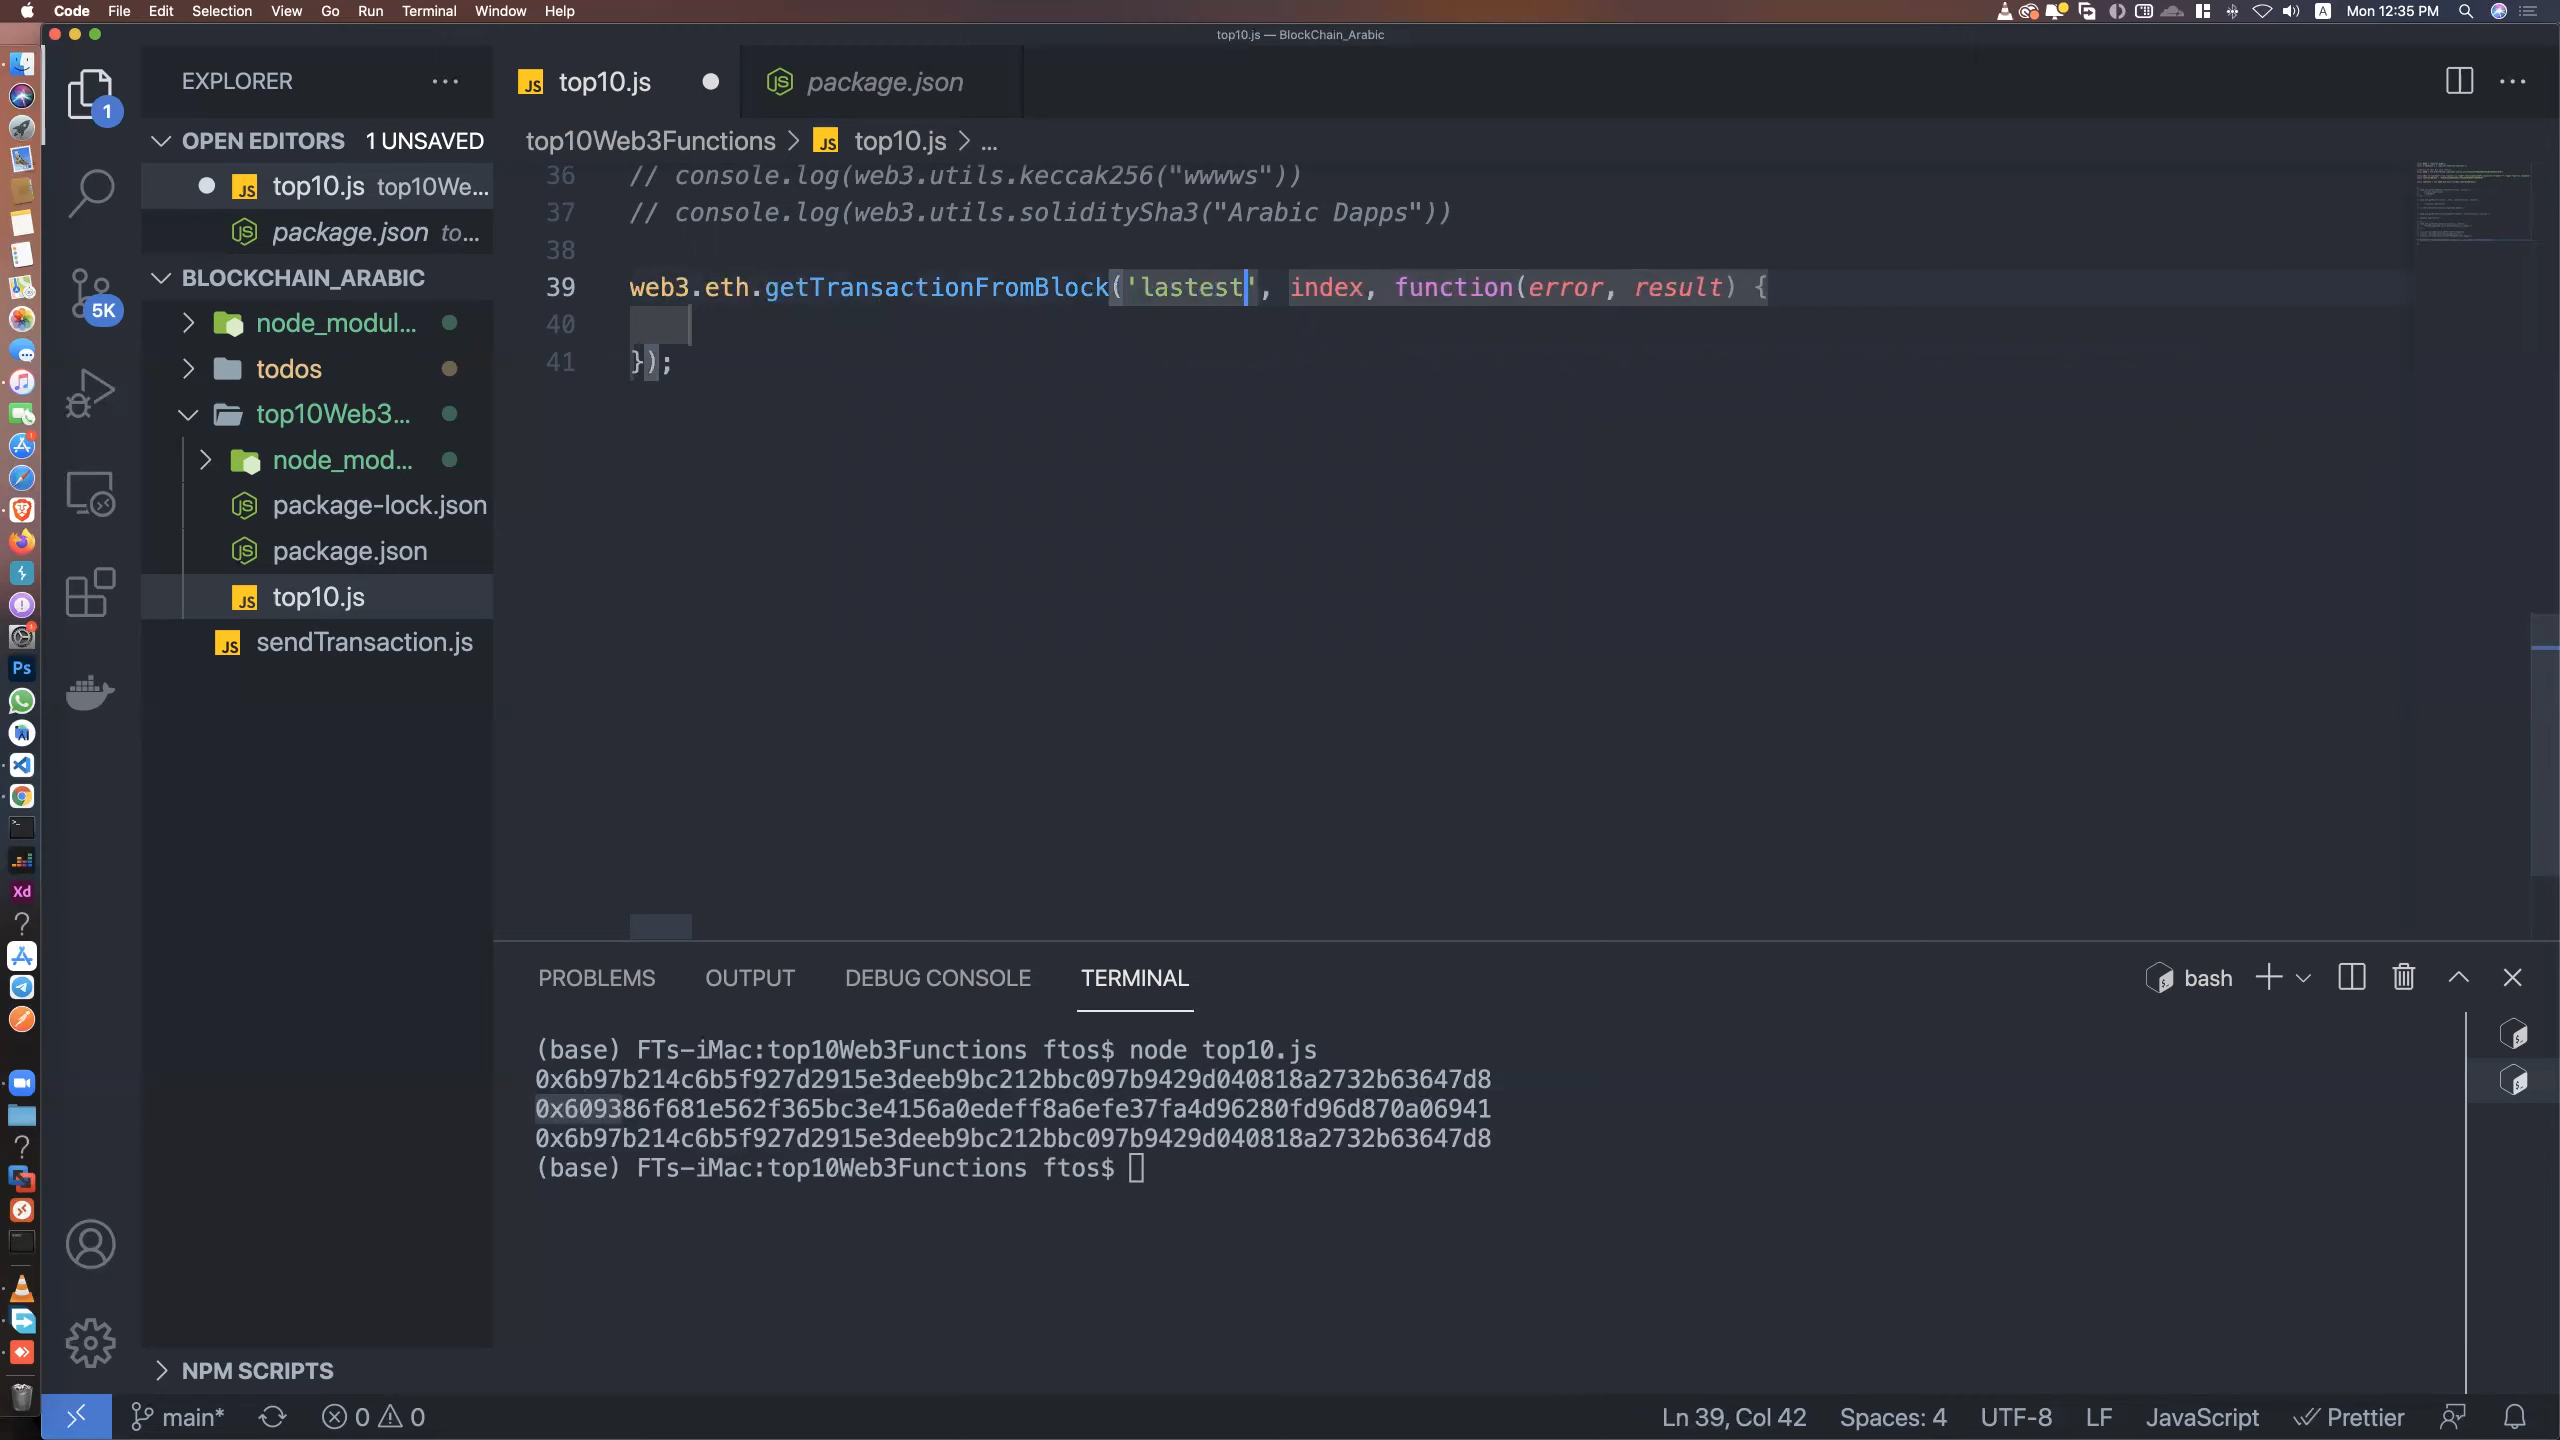 Code File Edit Selection View Go Run Terminal Window Help
A Mon 12:35 PM
top10.js — BlockChain_Arabic
EXPLORER
top10.js
package.json
OPEN EDITORS 1 UNSAVED
top10.js top10We...
package.json to...
BLOCKCHAIN_ARABIC
node_modul...
todos
top10Web3...
node_mod...
package-lock.json
package.json
top10.js
sendTransaction.js
NPM SCRIPTS
1
5K
Ps
Xd
top10Web3Functions > JS top10.js > ...
36 // console.log(web3.utils.keccak256("wwwws"))
37 // console.log(web3.utils.soliditySha3("Arabic Dapps"))
38
39 web3.eth.getTransactionFromBlock('lastest', index, function(error, result) {
40
41 });
PROBLEMS OUTPUT DEBUG CONSOLE TERMINAL
bash
(base) FTs-iMac:top10Web3Functions ftos$ node top10.js
0x6b97b214c6b5f927d2915e3deeb9bc212bbc097b9429d040818a2732b63647d8
0x609386f681e562f365bc3e4156a0edeff8a6efe37fa4d96280fd96d870a06941
0x6b97b214c6b5f927d2915e3deeb9bc212bbc097b9429d040818a2732b63647d8
(base) FTs-iMac:top10Web3Functions ftos$
main* 0 0
Ln 39, Col 42 Spaces: 4 UTF-8 LF JavaScript Prettier